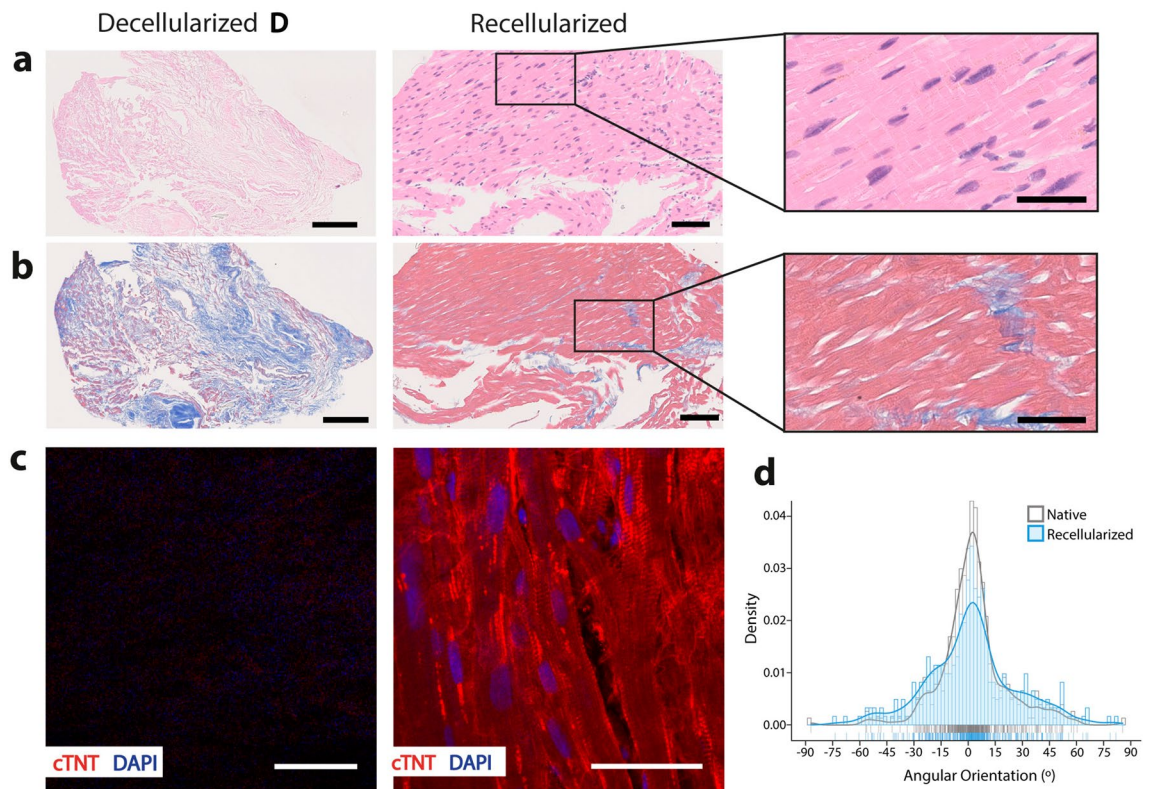 Decellularized D
Recellularized
a
b
c
cTNT DAPI
cTNT DAPI
d
Native
Recellularized
Density
0.04
0.03
0.02
0.01
0.00
-90 -75 -60 -45 -30 -15 0 15 30 45 60 75 90
Angular Orientation (º)